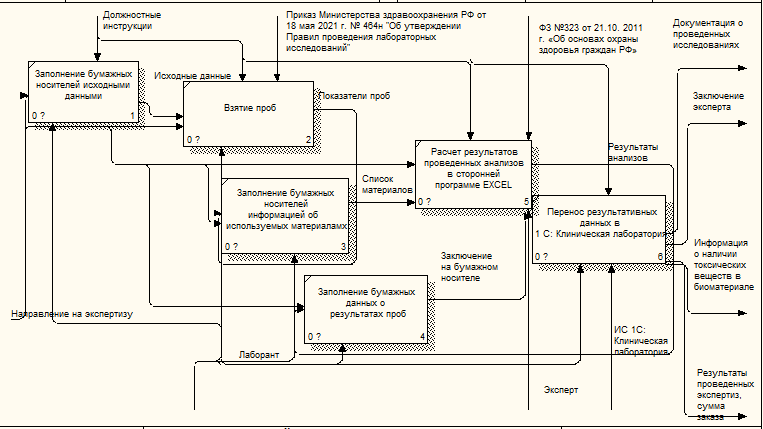 Должностные
инструкции
Приказ Министерства здравоохранения РФ от
18 мая 2021 г. № 464н "Об утверждении
Правил проведения лабораторных
исследований"
ФЗ №323 от 21.10. 2011
г. «Об основах охраны
здоровья граждан РФ»
Документация о
проведенных
исследованиях
Заполнение бумажных
носителей исходными
данными
0 ?
1
Исходные данные
Взятие проб
0 ?
2
Показатели проб
Заключение
эксперта
Расчет результатов
проведенных анализов
в сторонней
программе EXCEL
0 ?
5
Результаты
анализов
Список
материалов
Заполнение бумажных
носителей
информацией об
используемых материалах
0 ?
3
Перенос результативных
данных в
1 С: Клиническая лаборатория
0 ?
6
Заключение
на бумажном
носителе
Информация
о наличии
токсических
веществ в
биоматериале
Заполнение бумажных
данных о
результатах проб
0 ?
4
Направление на экспертизу
ИС 1С:
Клиническая
лаборатория
Лаборант
Эксперт
Результаты
проведенных
экспертиз,
сумма
заказа